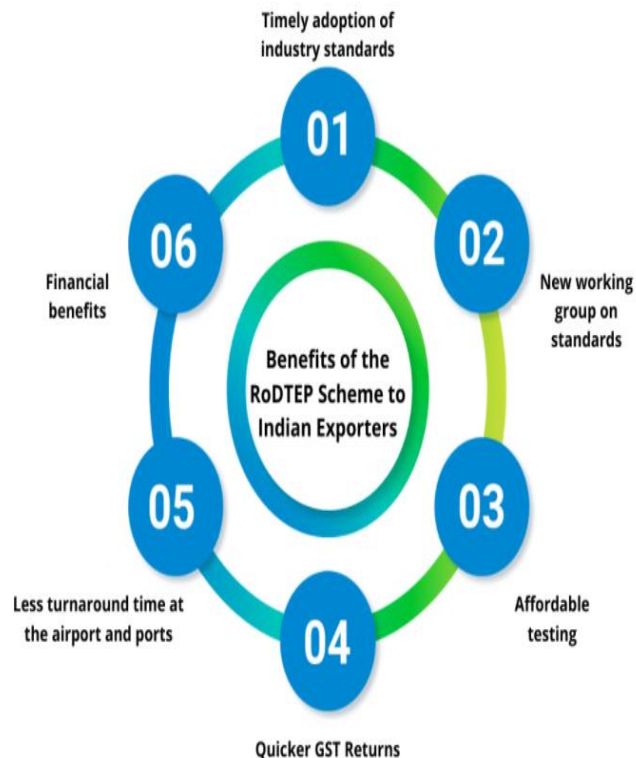 Timely adoption of
industry standards
01
02
New working
group on
standards
03
Affordable
testing
04
Quicker GST Returns
05
Less turnaround time at
the airport and ports
06
Financial
benefits
Benefits of the
RoDTEP Scheme to
Indian Exporters